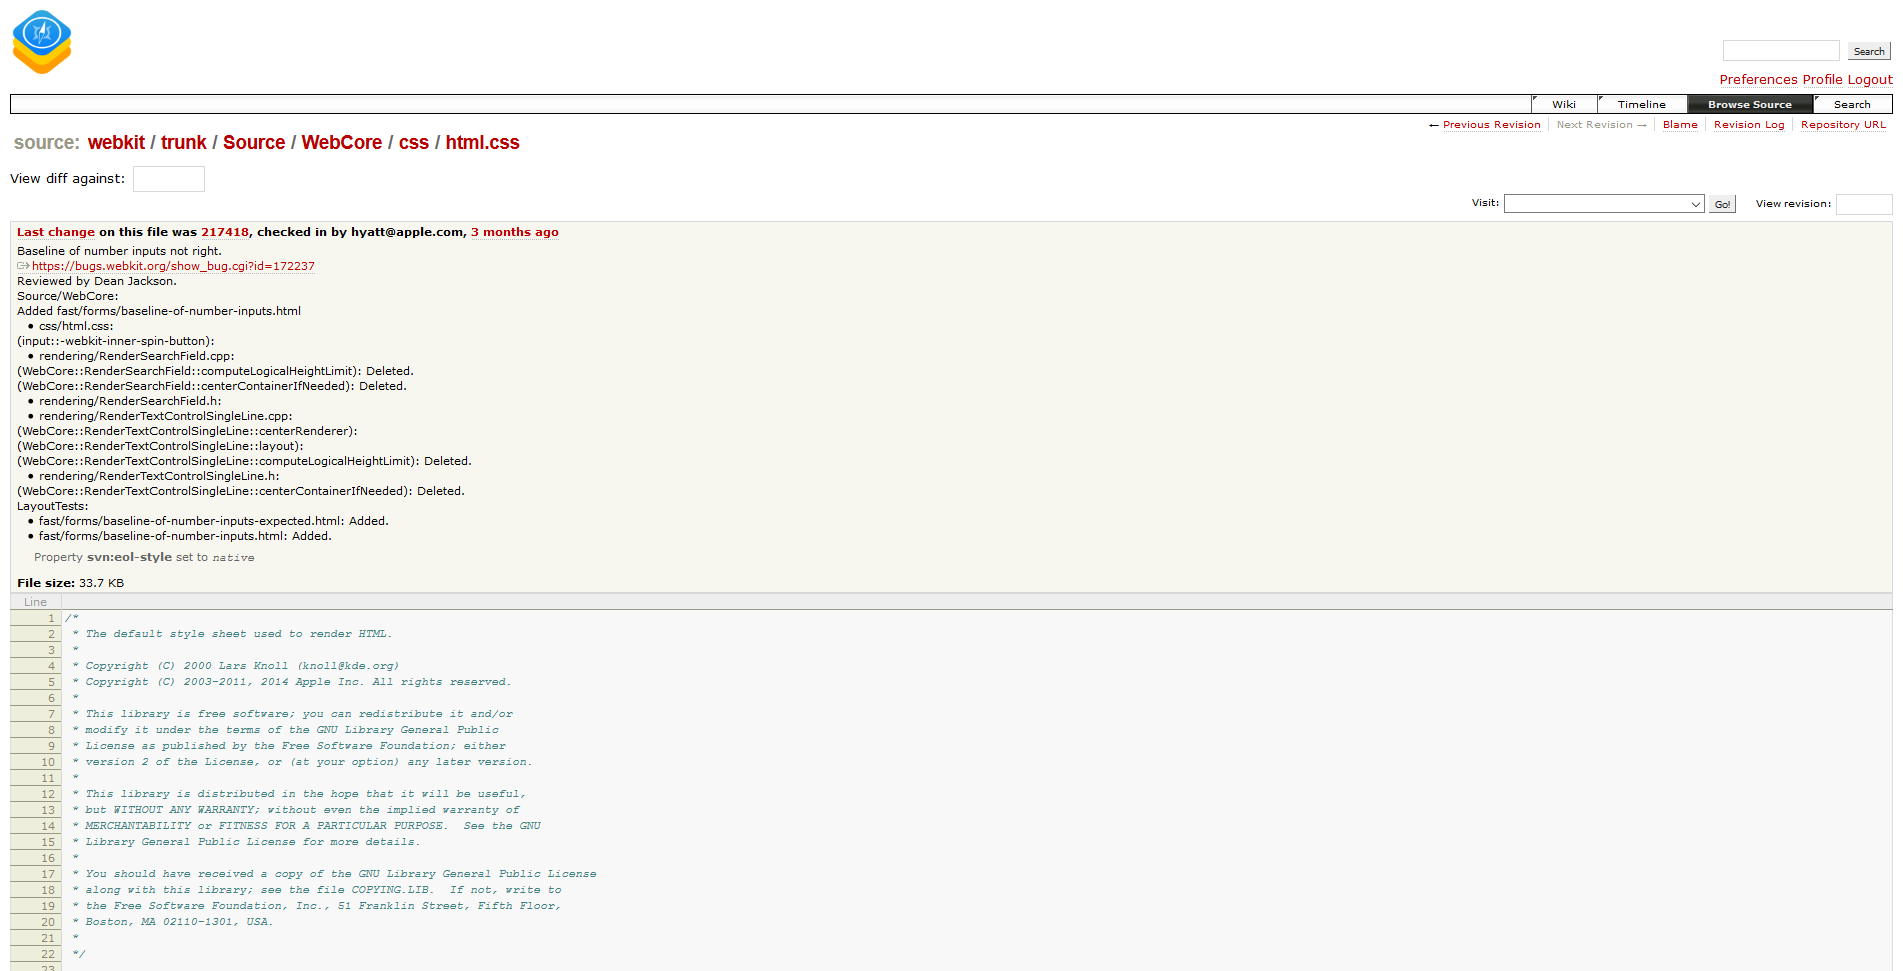 Search
Preferences Profile Logout
Wiki Timeline Browse Source Search
← Previous Revision Next Revision → Blame Revision Log Repository URL
source: webkit / trunk / Source / WebCore / css / html.css
View diff against:
Visit: Go! View revision:
Last change on this file was 217418, checked in by hyatt@apple.com, 3 months ago
Baseline of number inputs not right.
https://bugs.webkit.org/show_bug.cgi?id=172237
Reviewed by Dean Jackson.
Source/WebCore:
Added fast/forms/baseline-of-number-inputs.html
• css/html.css:
(input::-webkit-inner-spin-button):
• rendering/RenderSearchField.cpp:
(WebCore::RenderSearchField::computeLogicalHeightLimit): Deleted.
(WebCore::RenderSearchField::centerContainerIfNeeded): Deleted.
• rendering/RenderSearchField.h:
• rendering/RenderTextControlSingleLine.cpp:
(WebCore::RenderTextControlSingleLine::centerRenderer):
(WebCore::RenderTextControlSingleLine::layout):
(WebCore::RenderTextControlSingleLine::computeLogicalHeightLimit): Deleted.
• rendering/RenderTextControlSingleLine.h:
(WebCore::RenderTextControlSingleLine::centerContainerIfNeeded): Deleted.
LayoutTests:
• fast/forms/baseline-of-number-inputs-expected.html: Added.
• fast/forms/baseline-of-number-inputs.html: Added.
Property svn:eol-style set to native
File size: 33.7 KB
Line
1 /*
2 * The default style sheet used to render HTML.
3 *
4 * Copyright (C) 2000 Lars Knoll (knoll@kde.org)
5 * Copyright (C) 2003-2011, 2014 Apple Inc. All rights reserved.
6 *
7 * This library is free software; you can redistribute it and/or
8 * modify it under the terms of the GNU Library General Public
9 * License as published by the Free Software Foundation; either
10 * version 2 of the License, or (at your option) any later version.
11 *
12 * This library is distributed in the hope that it will be useful,
13 * but WITHOUT ANY WARRANTY; without even the implied warranty of
14 * MERCHANTABILITY or FITNESS FOR A PARTICULAR PURPOSE. See the GNU
15 * Library General Public License for more details.
16 *
17 * You should have received a copy of the GNU Library General Public License
18 * along with this library; see the file COPYING.LIB. If not, write to
19 * the Free Software Foundation, Inc., 51 Franklin Street, Fifth Floor,
20 * Boston, MA 02110-1301, USA.
21 *
22 */
23